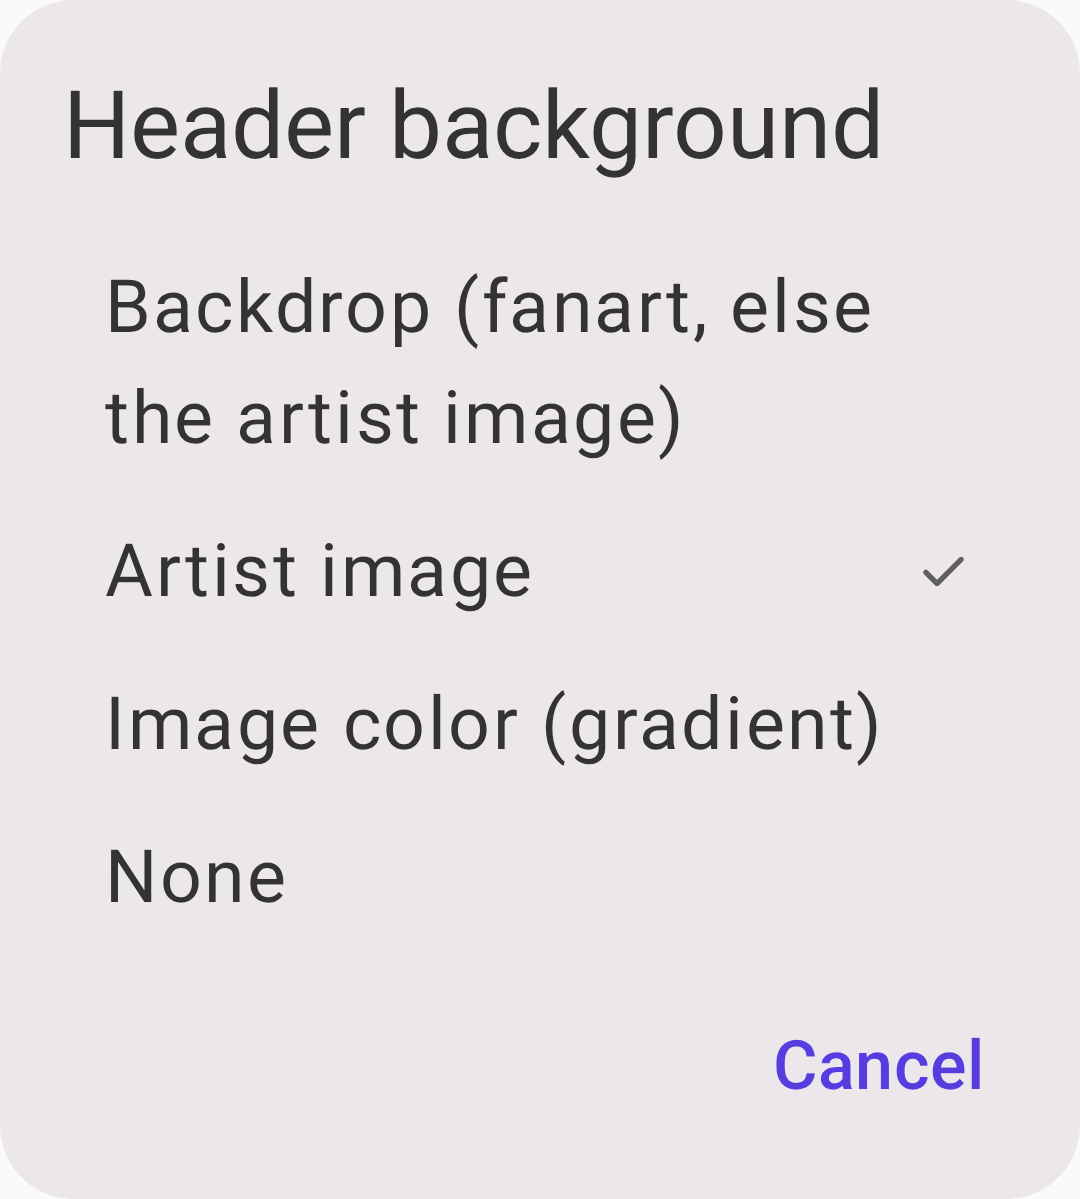 Header background
Backdrop (fanart, else
the artist image)
Artist image
Image color (gradient)
None
Cancel